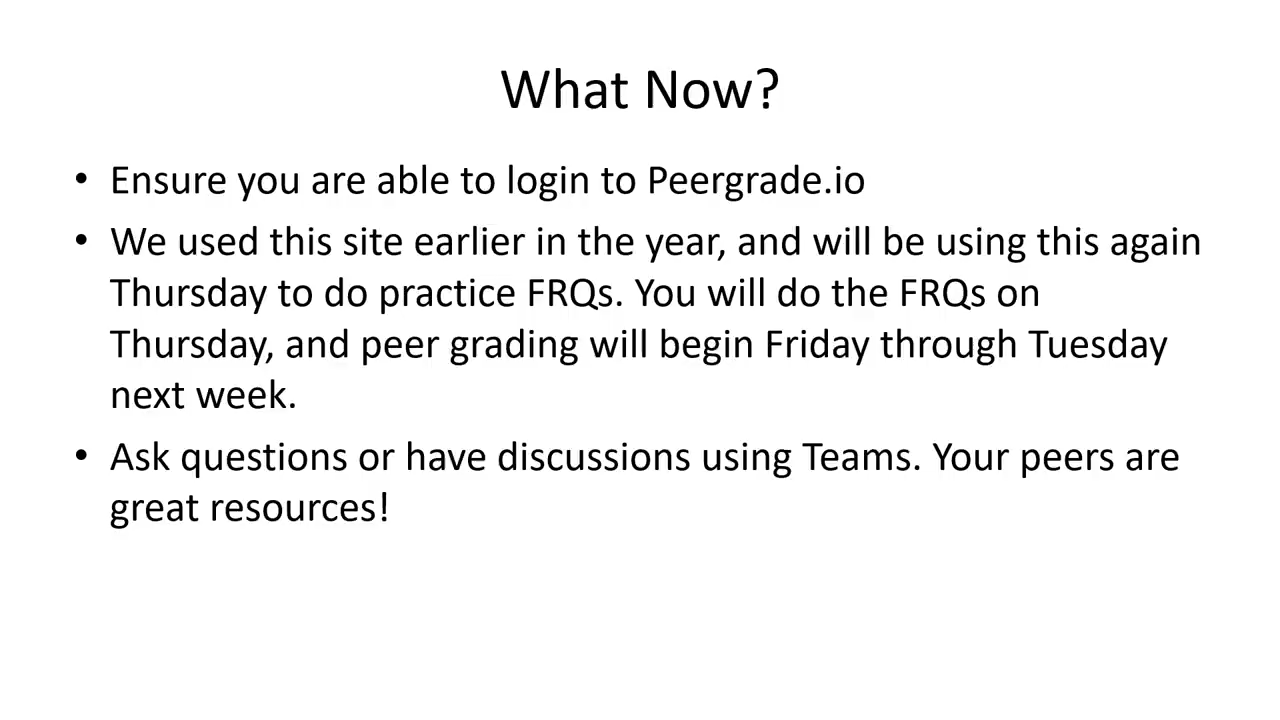 What Now?
• Ensure you are able to login to Peergrade.io
• We used this site earlier in the year, and will be using this again
Thursday to do practice FRQs. You will do the FRQs on
Thursday, and peer grading will begin Friday through Tuesday
next week.
• Ask questions or have discussions using Teams. Your peers are
great resources!